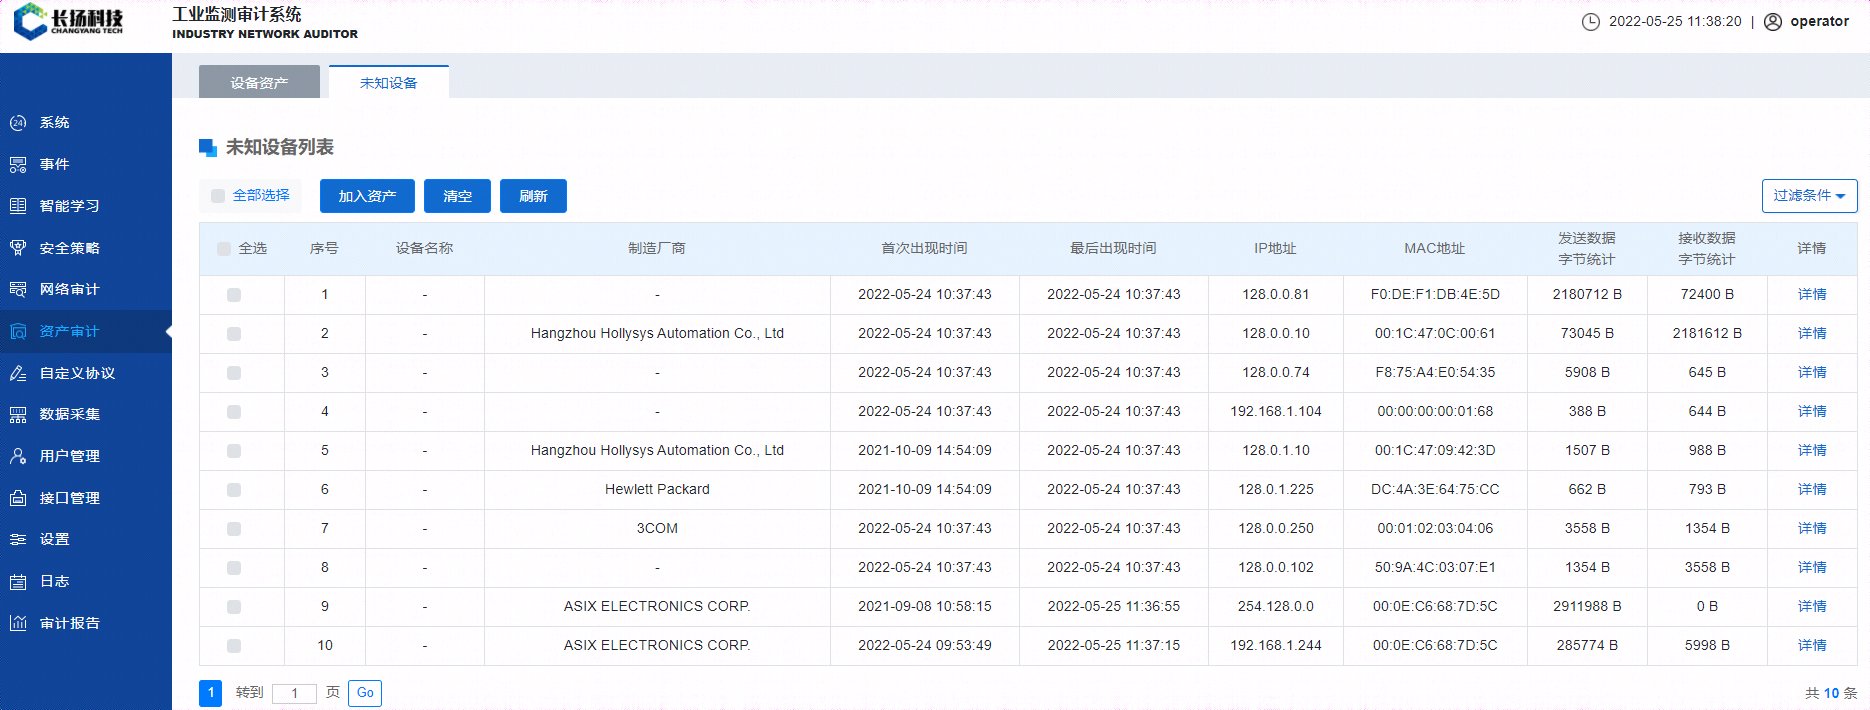 长扬科技
CHANGYANG TECH
工业监测审计系统
INDUSTRY NETWORK AUDITOR
2022-05-25 11:38:20 | operator
设备资产 未知设备
24 系统
事件
智能学习
安全策略
网络审计
资产审计
自定义协议
数据采集
用户管理
接口管理
设置
日志
审计报告
未知设备列表
全部选择 加入资产 清空 刷新 过滤条件
全选 序号 设备名称 制造厂商 首次出现时间 最后出现时间 IP地址 MAC地址 发送数据 字节统计 接收数据 字节统计 详情
1 - - 2022-05-24 10:37:43 2022-05-24 10:37:43 128.0.0.81 F0:DE:F1:DB:4E:5D 2180712 B 72400 B 详情
2 - Hangzhou Hollysys Automation Co., Ltd 2022-05-24 10:37:43 2022-05-24 10:37:43 128.0.0.10 00:1C:47:0C:00:61 73045 B 2181612 B 详情
3 - - 2022-05-24 10:37:43 2022-05-24 10:37:43 128.0.0.74 F8:75:A4:E0:54:35 5908 B 645 B 详情
4 - - 2022-05-24 10:37:43 2022-05-24 10:37:43 192.168.1.104 00:00:00:00:01:68 388 B 644 B 详情
5 - Hangzhou Hollysys Automation Co., Ltd 2021-10-09 14:54:09 2022-05-24 10:37:43 128.0.1.10 00:1C:47:09:42:3D 1507 B 988 B 详情
6 - Hewlett Packard 2021-10-09 14:54:09 2022-05-24 10:37:43 128.0.1.225 DC:4A:3E:64:75:CC 662 B 793 B 详情
7 - 3COM 2022-05-24 10:37:43 2022-05-24 10:37:43 128.0.0.250 00:01:02:03:04:06 3558 B 1354 B 详情
8 - - 2022-05-24 10:37:43 2022-05-24 10:37:43 128.0.0.102 50:9A:4C:03:07:E1 1354 B 3558 B 详情
9 - ASIX ELECTRONICS CORP. 2021-09-08 10:58:15 2022-05-25 11:36:55 254.128.0.0 00:0E:C6:68:7D:5C 2911988 B 0 B 详情
10 - ASIX ELECTRONICS CORP. 2022-05-24 09:53:49 2022-05-25 11:37:15 192.168.1.244 00:0E:C6:68:7D:5C 285774 B 5998 B 详情
1 转到 1 页 Go 共 10 条